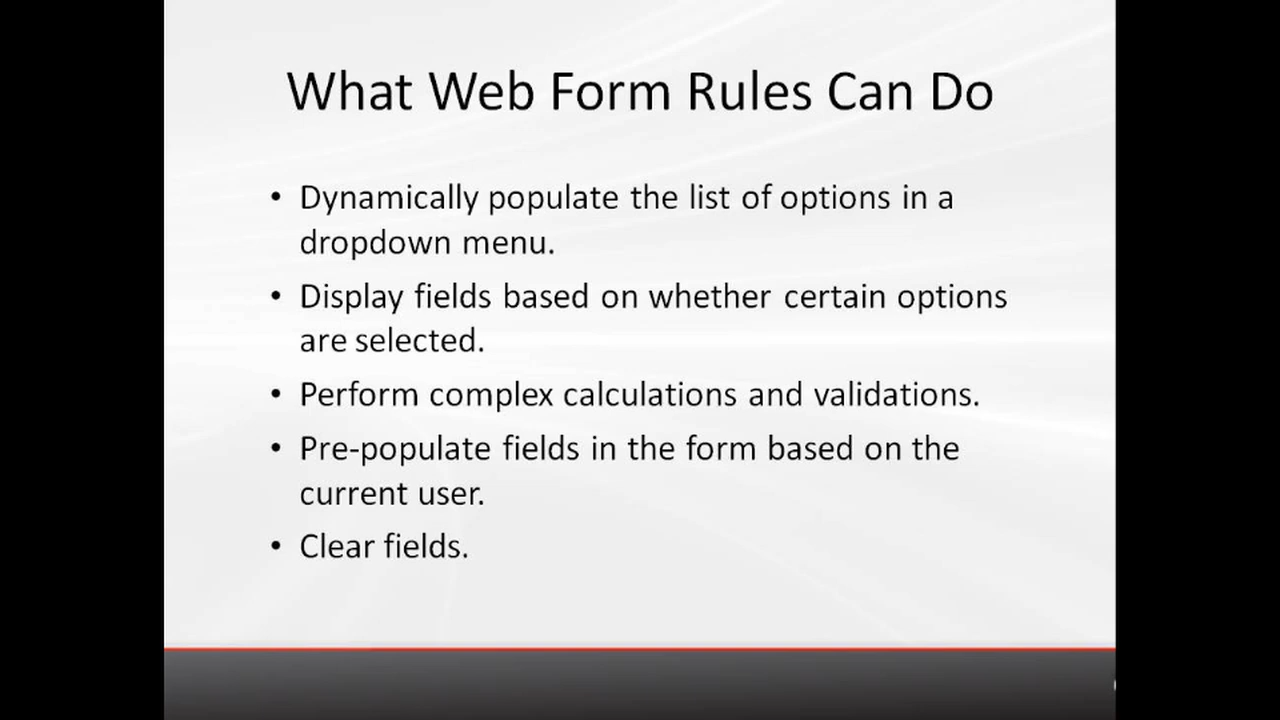 What Web Form Rules Can Do
• Dynamically populate the list of options in a
dropdown menu.
• Display fields based on whether certain options
are selected.
• Perform complex calculations and validations.
• Pre-populate fields in the form based on the
current user.
• Clear fields.